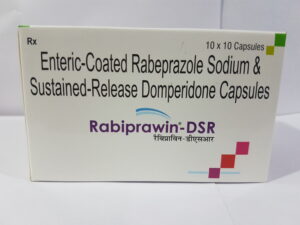 Rx
10 x 10 Capsules
Enteric-Coated Rabeprazole Sodium &
Sustained-Release Domperidone Capsules
Rabiprawin®-DSR
रैबिप्राविन-डीएसआर